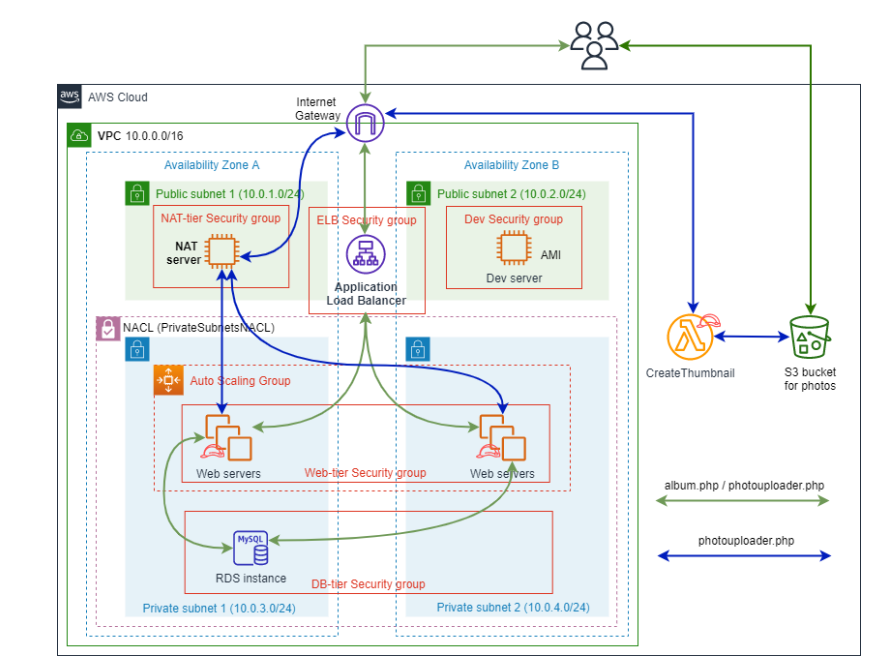 aws
AWS Cloud
Internet
Gateway
VPC 10.0.0.0/16
Availability Zone A
Availability Zone B
Public subnet 1 (10.0.1.0/24)
Public subnet 2 (10.0.2.0/24)
NAT-tier Security group
ELB Security group
Dev Security group
NAT
server
AMI
Dev server
Application
Load Balancer
NACL (PrivateSubnetsNACL)
CreateThumbnail
S3 bucket
for photos
Auto Scaling Group
Web servers
Web-tier Security group
Web servers
album.php / photouploader.php
photouploader.php
MySQL
RDS instance
DB-tier Security group
Private subnet 1 (10.0.3.0/24)
Private subnet 2 (10.0.4.0/24)